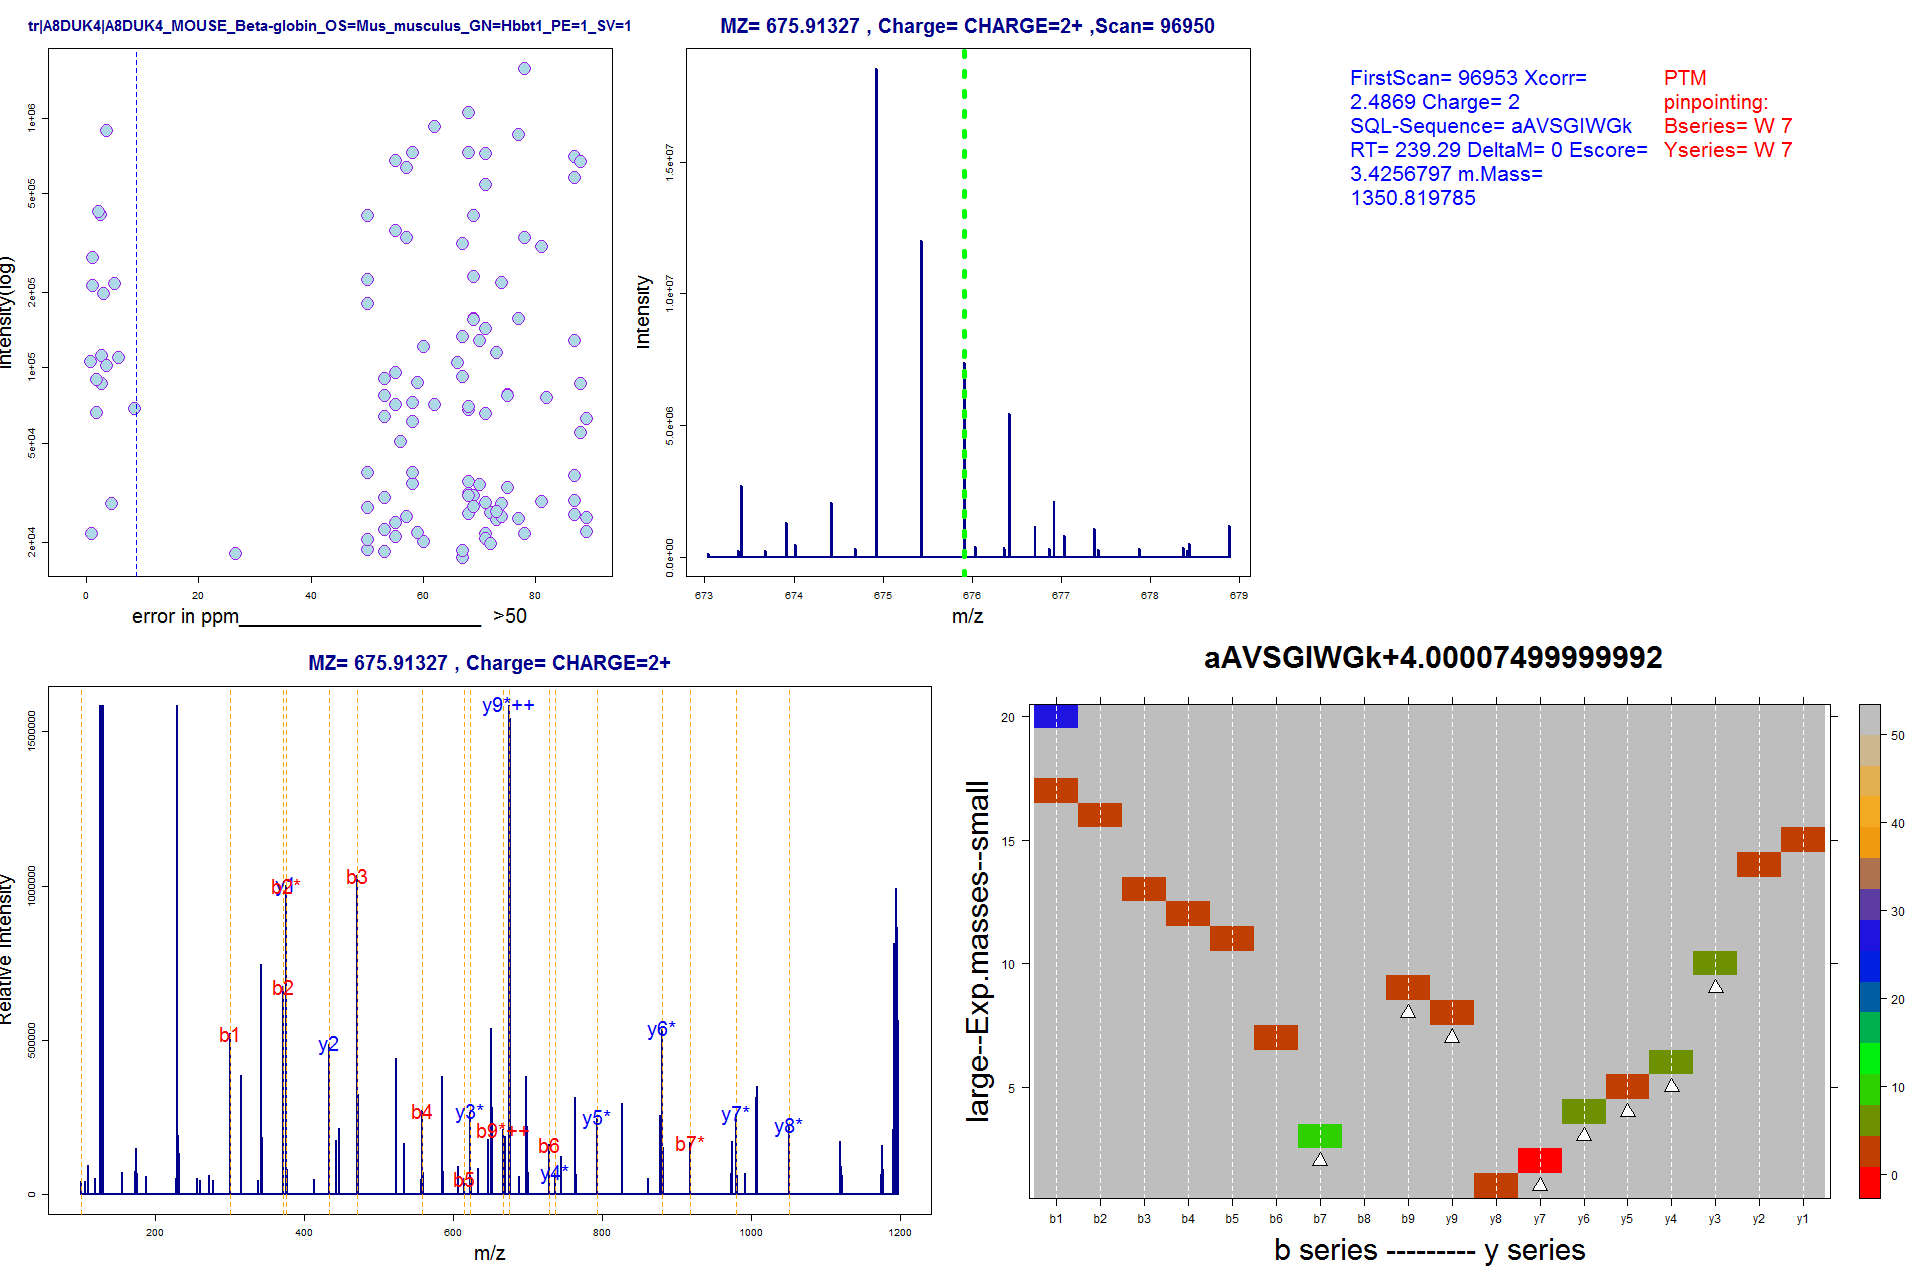 tr|A8DUK4|A8DUK4_MOUSE_Beta-globin_OS=Mus_musculus_GN=Hbbt1_PE=1_SV=1
Intensity(log)
1e+06
5e+05
2e+05
1e+05
5e+04
2e+04
0 20 40 60 80
error in ppm_______________________ >50
MZ= 675.91327 , Charge= CHARGE=2+ ,Scan= 96950
Intensity
1.5e+07
1.0e+07
5.0e+06
0.0e+00
673 674 675 676 677 678 679
m/z
FirstScan= 96953 Xcorr=
2.4869 Charge= 2
SQL-Sequence= aAVSGIWGk
RT= 239.29 DeltaM= 0 Escore=
3.4256797 m.Mass=
1350.819785
PTM
pinpointing:
Bseries= W 7
Yseries= W 7
MZ= 675.91327 , Charge= CHARGE=2+
Relative Intensity
1500000
1000000
500000
0
y9*++
b3
b2
b1
y2
y6*
b4
y3*
y5*
y7*
y8*
b9*++
b6
b7*
y4*
b5
200 400 600 800 1000 1200
m/z
aAVSGIWGk+4.00007499999992
large--Exp.masses--small
20
15
10
5
b1 b2 b3 b4 b5 b6 b7 b8 b9 y9 y8 y7 y6 y5 y4 y3 y2 y1
b series --------- y series
50
40
30
20
10
0